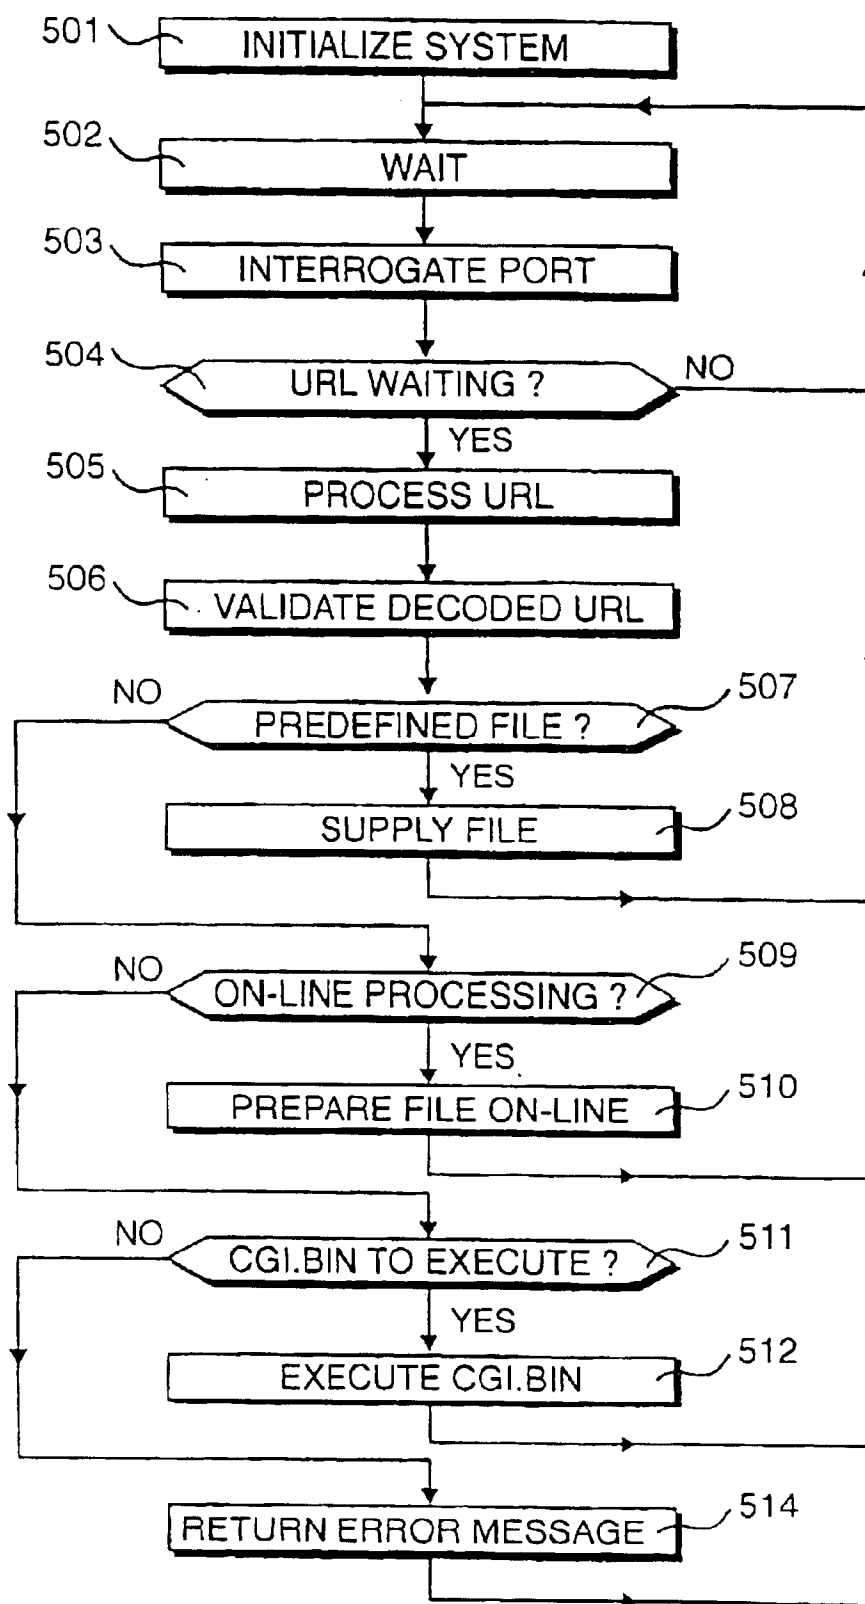 501 INITIALIZE SYSTEM
502 WAIT
503 INTERROGATE PORT
504 URL WAITING ? NO
YES
505 PROCESS URL
506 VALIDATE DECODED URL
NO PREDEFINED FILE ? 507
YES
SUPPLY FILE 508
NO ON-LINE PROCESSING ? 509
YES
PREPARE FILE ON-LINE 510
NO CGI.BIN TO EXECUTE ? 511
YES
EXECUTE CGI.BIN 512
RETURN ERROR MESSAGE 514